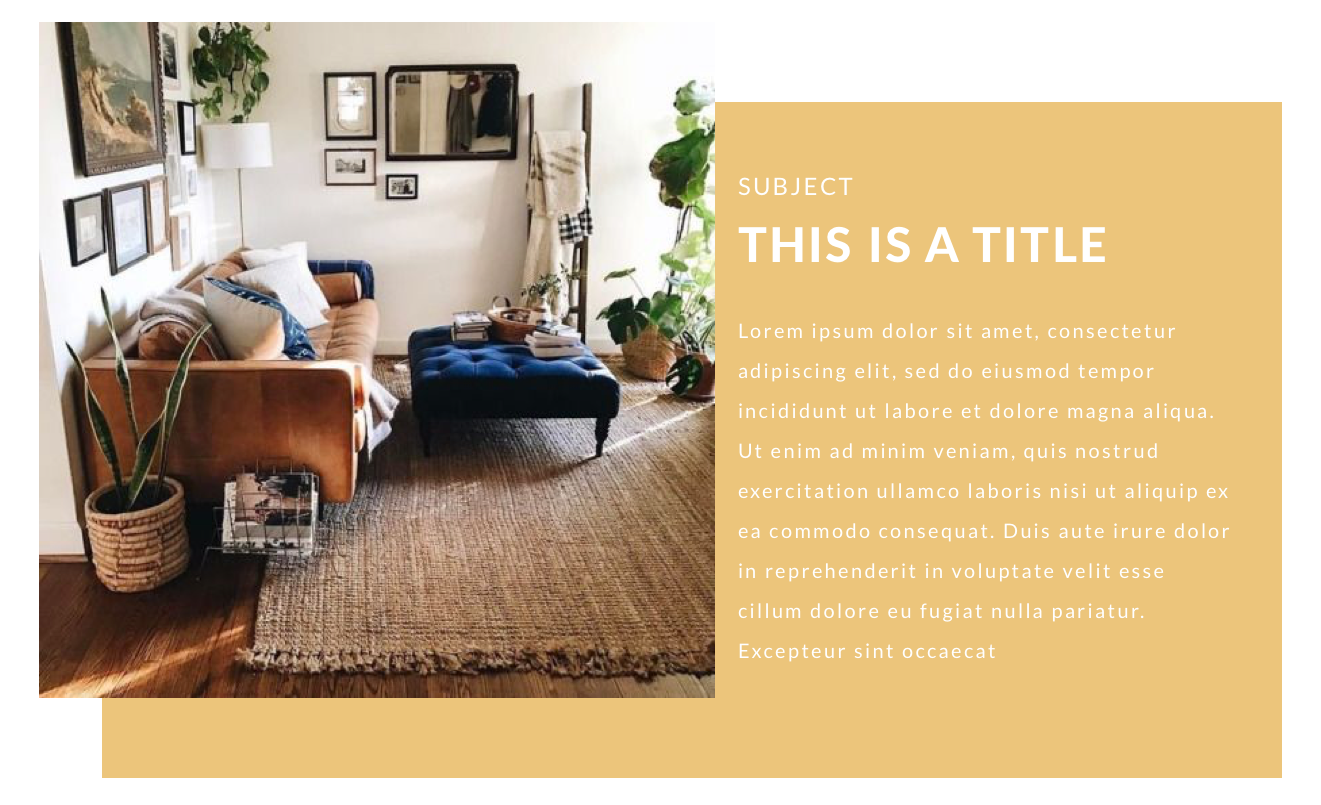 SUBJECT
THIS IS A TITLE
Lorem ipsum dolor sit amet, consectetur
adipiscing elit, sed do eiusmod tempor
incididunt ut labore et dolore magna aliqua.
Ut enim ad minim veniam, quis nostrud
exercitation ullamco laboris nisi ut aliquip ex
ea commodo consequat. Duis aute irure dolor
in reprehenderit in voluptate velit esse
cillum dolore eu fugiat nulla pariatur.
Excepteur sint occaecat